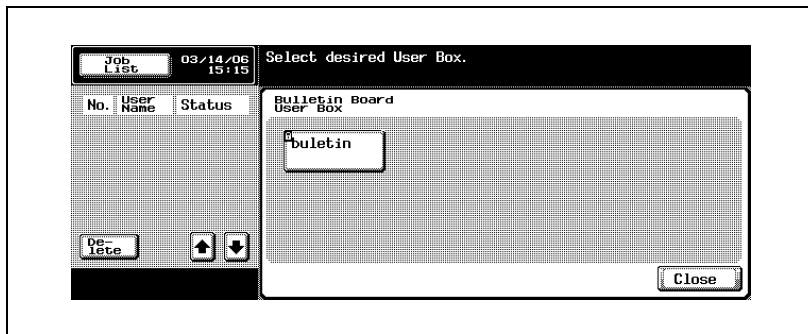 Job
List
03/14/06
15:15
Select desired User Box.
No. User
Name Status
Bulletin Board
User Box
buletin
De-
lete
Close